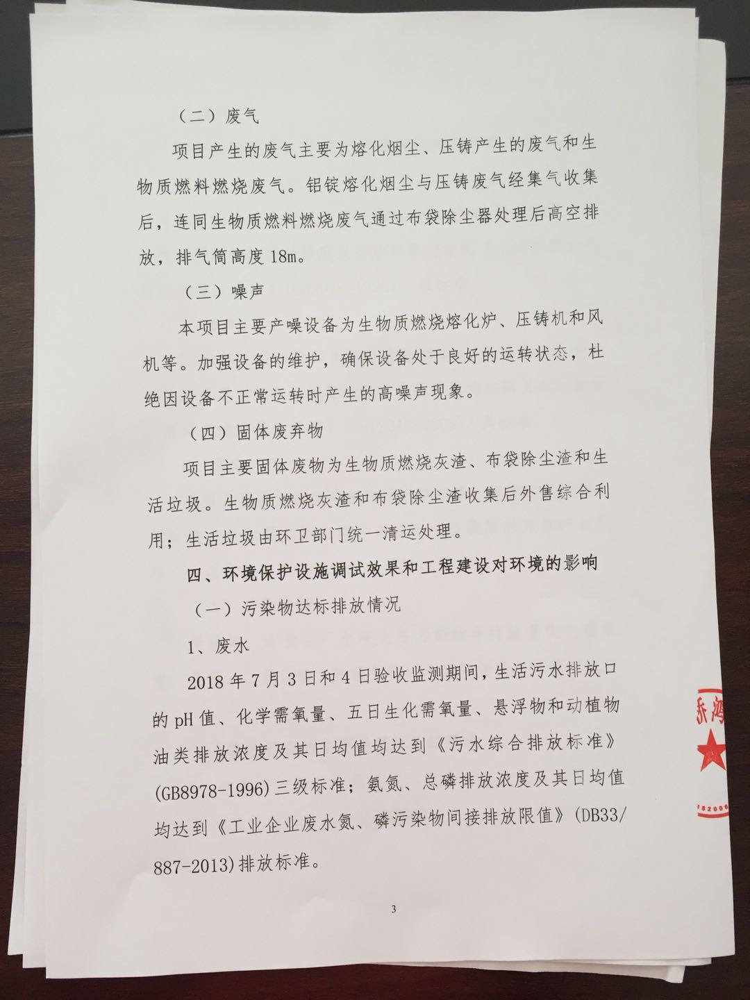 （二）废气
项目产生的废气主要为熔化烟尘、压铸产生的废气和生
物质燃料燃烧废气。铝锭熔化烟尘与压铸废气经集气收集
后，连同生物质燃料燃烧废气通过布袋除尘器处理后高空排
放，排气筒高度 18m。
（三）噪声
本项目主要产噪设备为生物质燃烧熔化炉、压铸机和风
机等。加强设备的维护，确保设备处于良好的运转状态，杜
绝因设备不正常运转时产生的高噪声现象。
（四）固体废弃物
项目主要固体废物为生物质燃烧灰渣、布袋除尘渣和生
活垃圾。生物质燃烧灰渣和布袋除尘渣收集后外售综合利
用；生活垃圾由环卫部门统一清运处理。
四、环境保护设施调试效果和工程建设对环境的影响
（一）污染物达标排放情况
1、废水
2018 年 7 月 3 日和 4 日验收监测期间，生活污水排放口
的 pH 值、化学需氧量、五日生化需氧量、悬浮物和动植物
油类排放浓度及其日均值均达到《污水综合排放标准》
(GB8978-1996)三级标准；氨氮、总磷排放浓度及其日均值
均达到《工业企业废水氮、磷污染物间接排放限值》(DB33/
887-2013)排放标准。
3